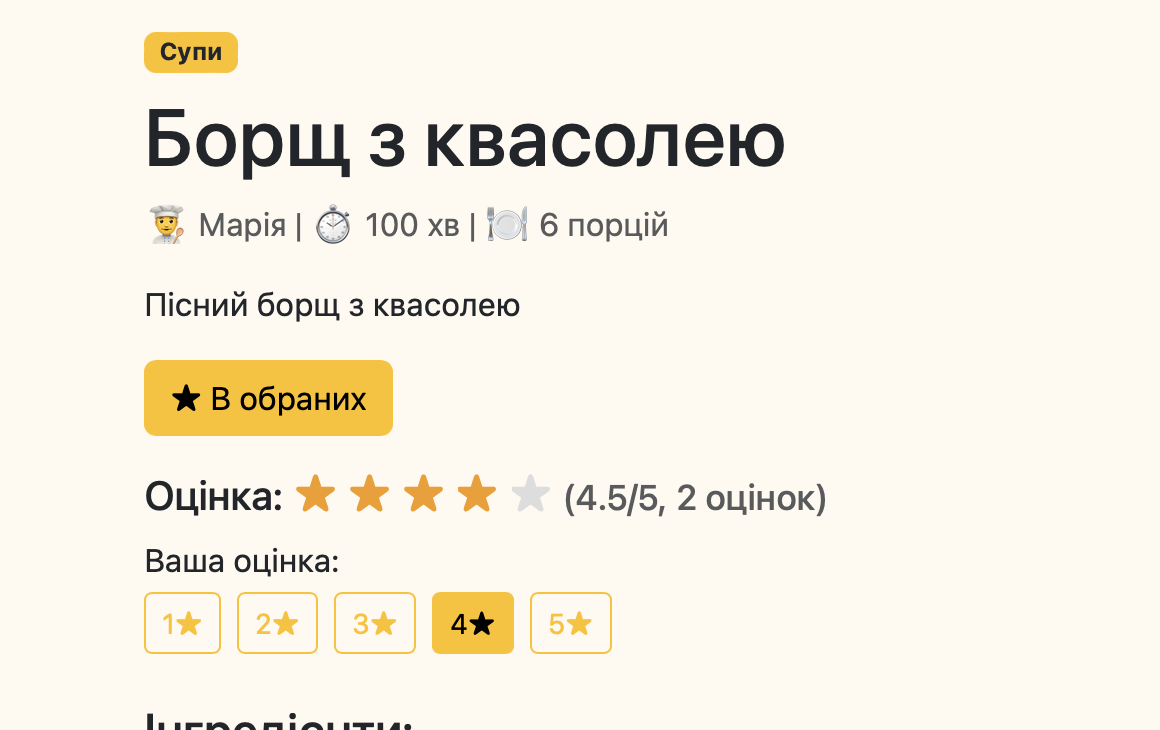 Супи
Борщ з квасолею
Марія | 100 хв | 6 порцій
Пісний борщ з квасолею
★ В обраних
Оцінка: ★ ★ ★ ★ ★ (4.5/5, 2 оцінок)
Ваша оцінка:
1★ 2★ 3★ 4★ 5★
Інгредієнти: